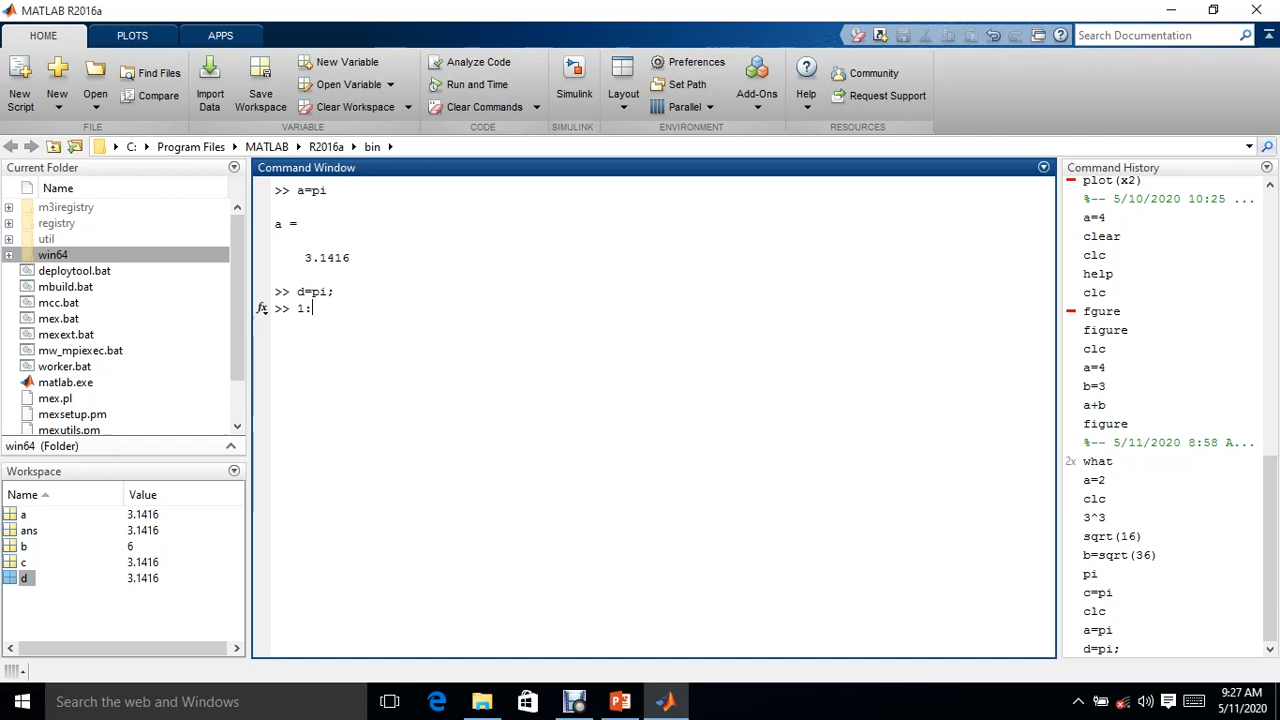 MATLAB R2016a
HOME PLOTS APPS
Search Documentation
New Script
New
Open
Find Files
Compare
Import Data
Save Workspace
New Variable
Open Variable
Clear Workspace
Analyze Code
Run and Time
Clear Commands
Simulink
Layout
Preferences
Set Path
Parallel
Add-Ons
Help
Community
Request Support
FILE VARIABLE CODE SIMULINK ENVIRONMENT RESOURCES
C: Program Files MATLAB R2016a bin
Current Folder
Name
m3iregistry
registry
util
win64
deploytool.bat
mbuild.bat
mcc.bat
mex.bat
mexext.bat
mw_mpiexec.bat
worker.bat
matlab.exe
mex.pl
mexsetup.pm
mexutils.pm
win64 (Folder)
Workspace
Name Value
a 3.1416
ans 3.1416
b 6
c 3.1416
d 3.1416
Command Window
>> a=pi
a =
3.1416
>> d=pi;
fx >> 1:
Command History
plot(x2)
%-- 5/10/2020 10:25 ...
a=4
clear
clc
help
clc
fgure
figure
clc
a=4
b=3
a+b
figure
%-- 5/11/2020 8:58 A...
2x what
a=2
clc
3^3
sqrt(16)
b=sqrt(36)
pi
c=pi
clc
a=pi
d=pi;
Search the web and Windows
9:27 AM
5/11/2020